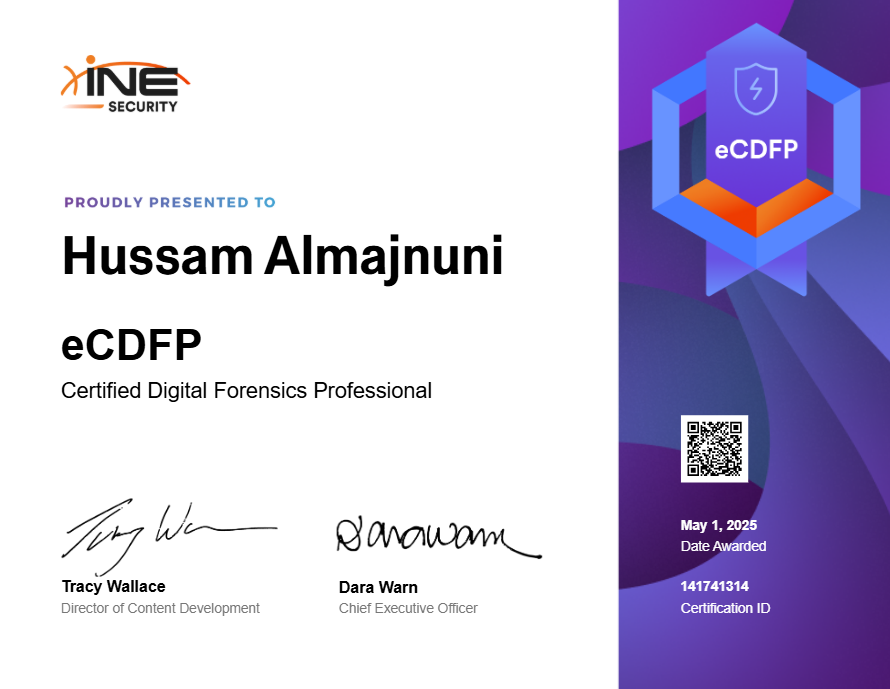 iNE
SECURITY
PROUDLY PRESENTED TO
Hussam Almajnuni
eCDFP
Certified Digital Forensics Professional
Tracy Wallace
Director of Content Development
Dara Warn
Chief Executive Officer
eCDFP
May 1, 2025
Date Awarded
141741314
Certification ID